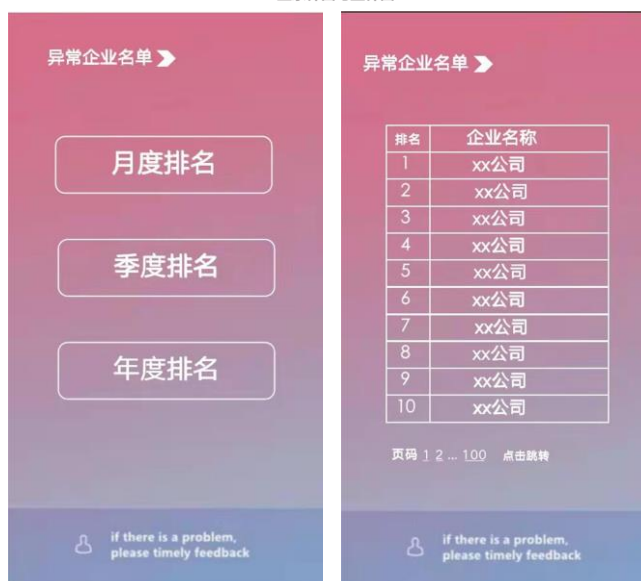 异常企业名单
月度排名
季度排名
年度排名
if there is a problem,
please timely feedback
异常企业名单
排名 企业名称
1 xx公司
2 xx公司
3 xx公司
4 xx公司
5 xx公司
6 xx公司
7 xx公司
8 xx公司
9 xx公司
10 xx公司
页码 1 2 ... 100 点击跳转
if there is a problem,
please timely feedback